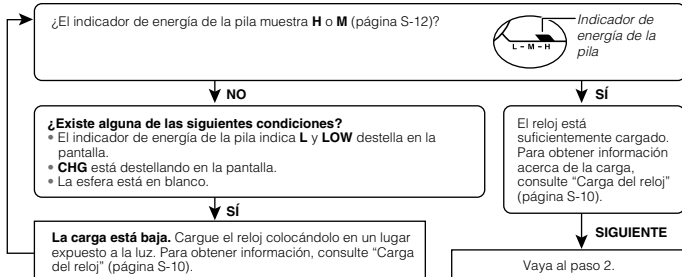 ¿El indicador de energía de la pila muestra H o M (página S-12)?
Indicador de
energía de la
pila
L - M - H
NO
SÍ
¿Existe alguna de las siguientes condiciones?
• El indicador de energía de la pila indica L y LOW destella en la
pantalla.
• CHG está destellando en la pantalla.
• La esfera está en blanco.
El reloj está
suficientemente cargado.
Para obtener información
acerca de la carga,
consulte “Carga del reloj”
(página S-10).
SÍ
SIGUIENTE
La carga está baja. Cargue el reloj colocándolo en un lugar
expuesto a la luz. Para obtener información, consulte “Carga
del reloj” (página S-10).
Vaya al paso 2.